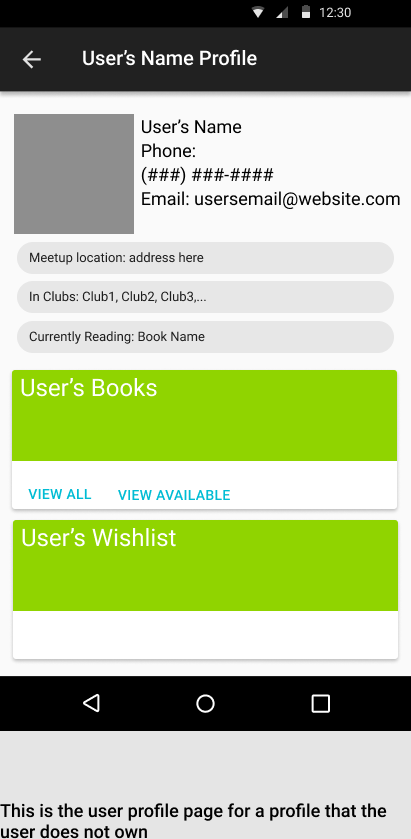 12:30
User’s Name Profile
User’s Name
Phone:
(###) ###-####
Email: usersemail@website.com
Meetup location: address here
In Clubs: Club1, Club2, Club3,...
Currently Reading: Book Name
User’s Books
VIEW ALL VIEW AVAILABLE
User’s Wishlist
This is the user profile page for a profile that the
user does not own